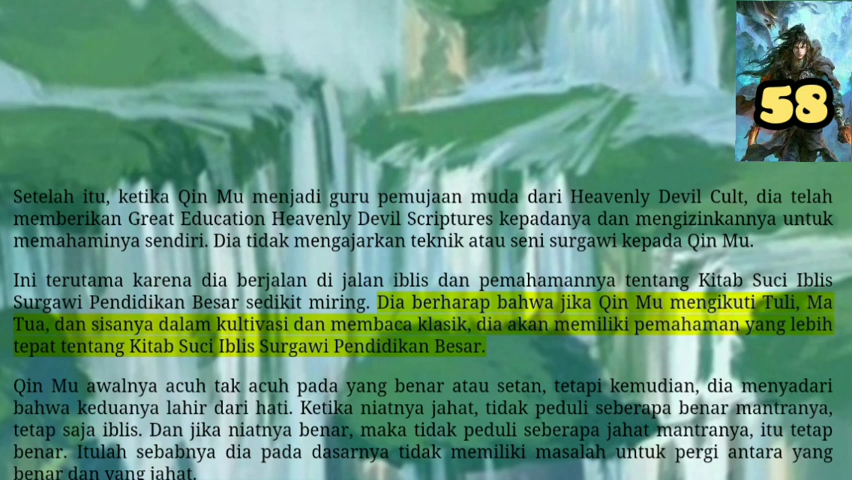 58
Setelah itu, ketika Qin Mu menjadi guru pemujaan muda dari Heavenly Devil Cult, dia telah
memberikan Great Education Heavenly Devil Scriptures kepadanya dan mengizinkannya untuk
memahaminya sendiri. Dia tidak mengajarkan teknik atau seni surgawi kepada Qin Mu.
Ini terutama karena dia berjalan di jalan iblis dan pemahamannya tentang Kitab Suci Iblis
Surgawi Pendidikan Besar sedikit miring. Dia berharap bahwa jika Qin Mu mengikuti Tuli, Ma
Tua, dan sisanya dalam kultivasi dan membaca klasik, dia akan memiliki pemahaman yang lebih
tepat tentang Kitab Suci Iblis Surgawi Pendidikan Besar.
Qin Mu awalnya acuh tak acuh pada yang benar atau setan, tetapi kemudian, dia menyadari
bahwa keduanya lahir dari hati. Ketika niatnya jahat, tidak peduli seberapa benar mantranya,
tetap saja iblis. Dan jika niatnya benar, maka tidak peduli seberapa jahat mantranya, itu tetap
benar. Itulah sebabnya dia pada dasarnya tidak memiliki masalah untuk pergi antara yang
benar dan yang jahat.